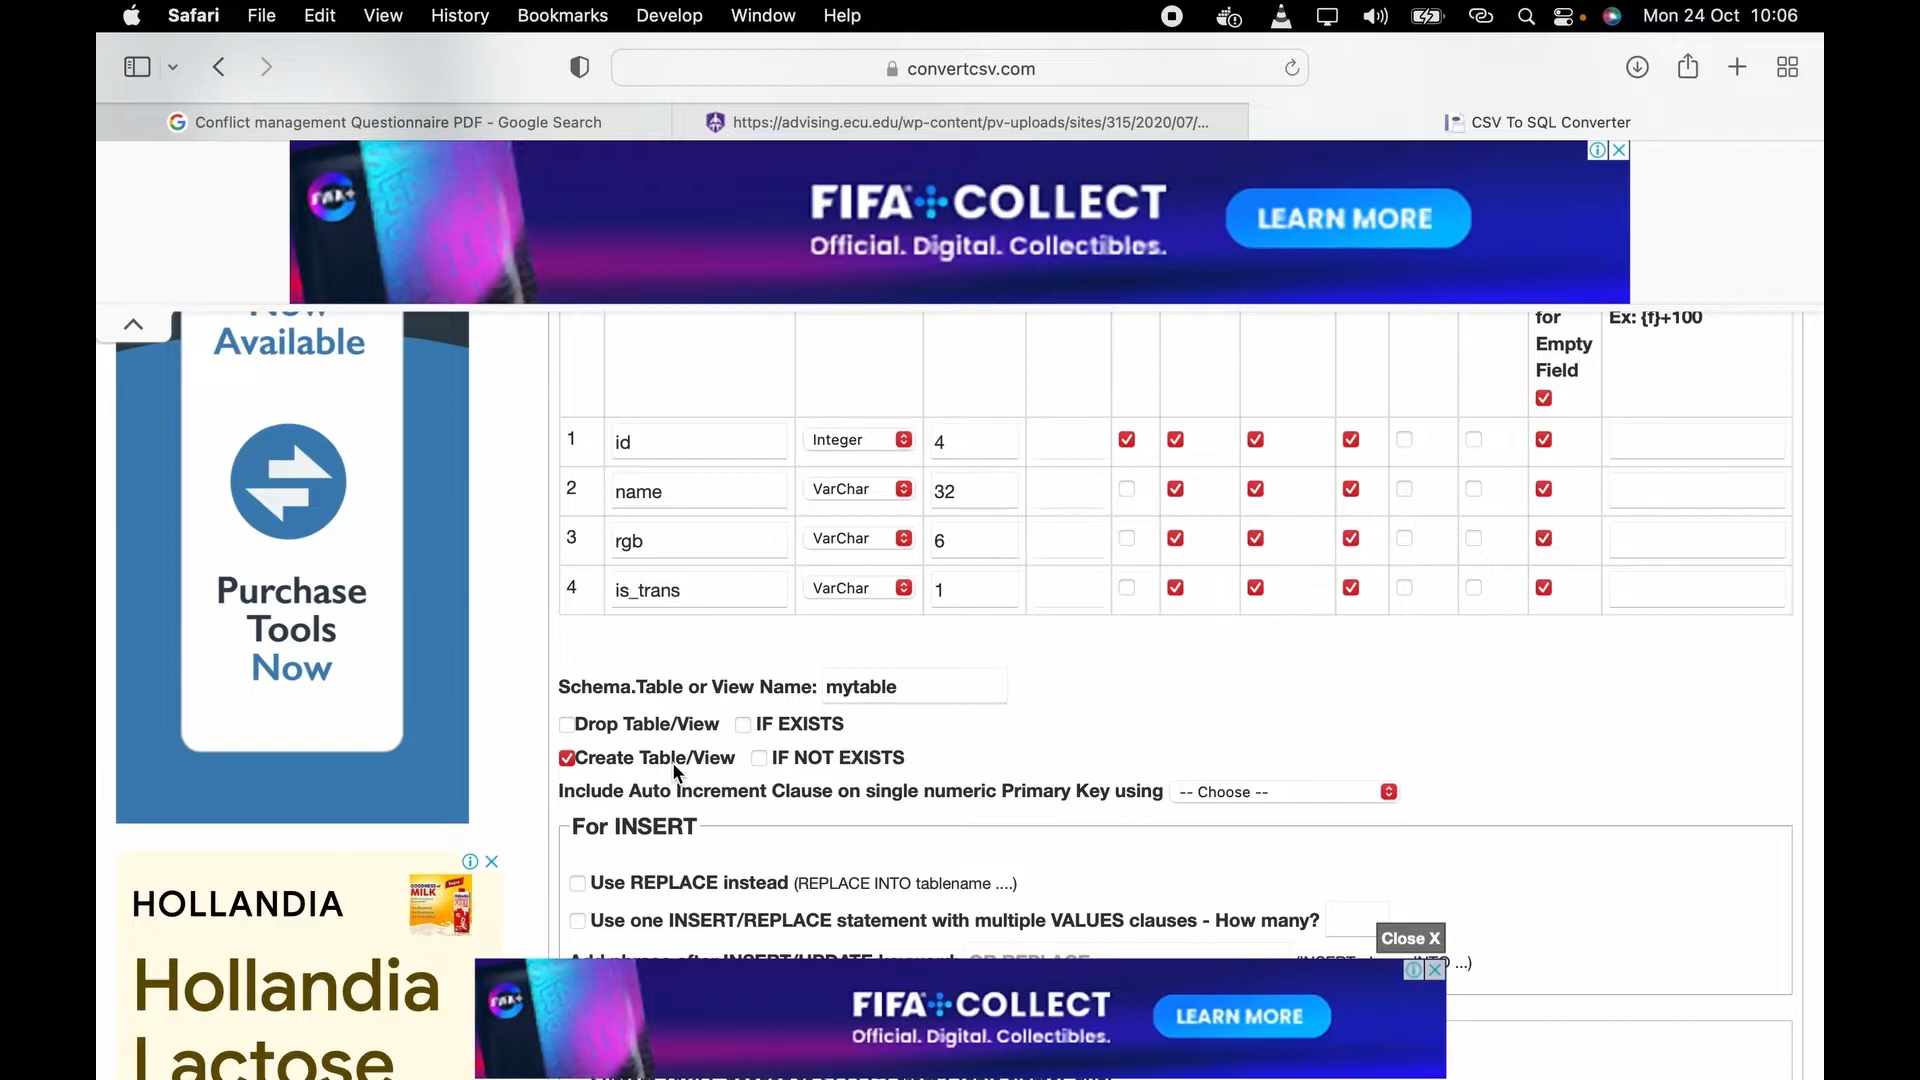 Safari File Edit View History Bookmarks Develop Window Help Mon 24 Oct 10:06
convertcsv.com
Conflict management Questionnaire PDF - Google Search
https://advising.ecu.edu/wp-content/pv-uploads/sites/315/2020/07/...
CSV To SQL Converter
FIFA+ FIFA+COLLECT
Official. Digital. Collectibles.
LEARN MORE
Now
Available
Purchase
Tools
Now
for Ex: {f}+100
Empty
Field
1 id Integer 4
2 name VarChar 32
3 rgb VarChar 6
4 is_trans VarChar 1
Schema.Table or View Name: mytable
Drop Table/View IF EXISTS
Create Table/View IF NOT EXISTS
Include Auto Increment Clause on single numeric Primary Key using -- Choose --
For INSERT
Use REPLACE instead (REPLACE INTO tablename ....)
Use one INSERT/REPLACE statement with multiple VALUES clauses - How many?
Close X
HOLLANDIA
Hollandia
Lactose
FIFA+ FIFA+COLLECT
Official. Digital. Collectibles.
LEARN MORE